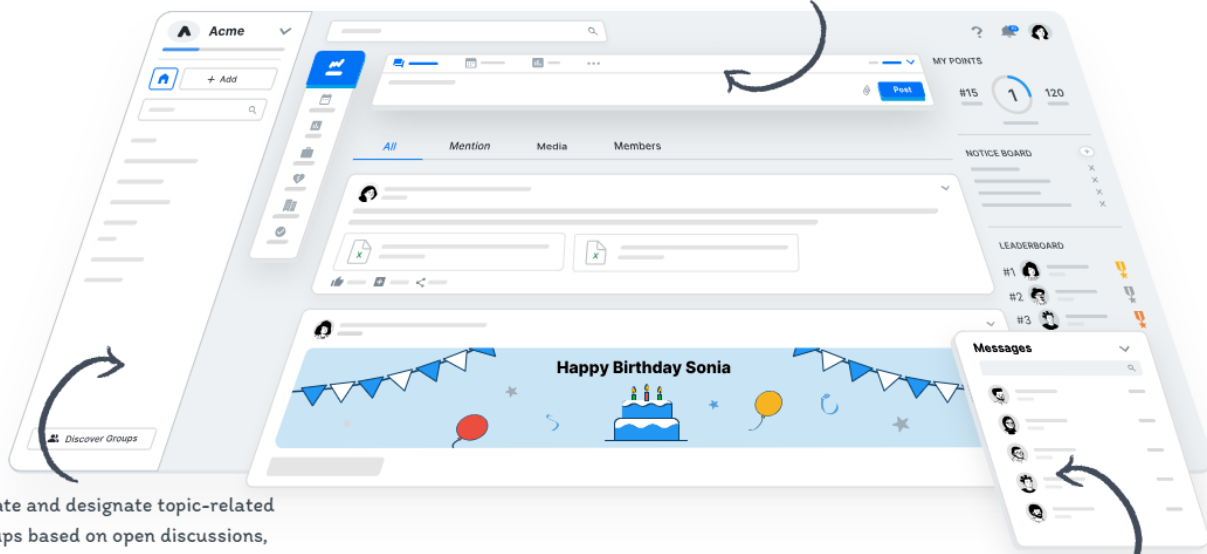 Acme
+ Add
?
Post
MY POINTS
#15
1
120
All
Mention
Media
Members
NOTICE BOARD
+
x
x
x
x
X
X
LEADERBOARD
#1
#2
#3
Happy Birthday Sonia
Messages
Discover Groups
ate and designate topic-related
ups based on open discussions,